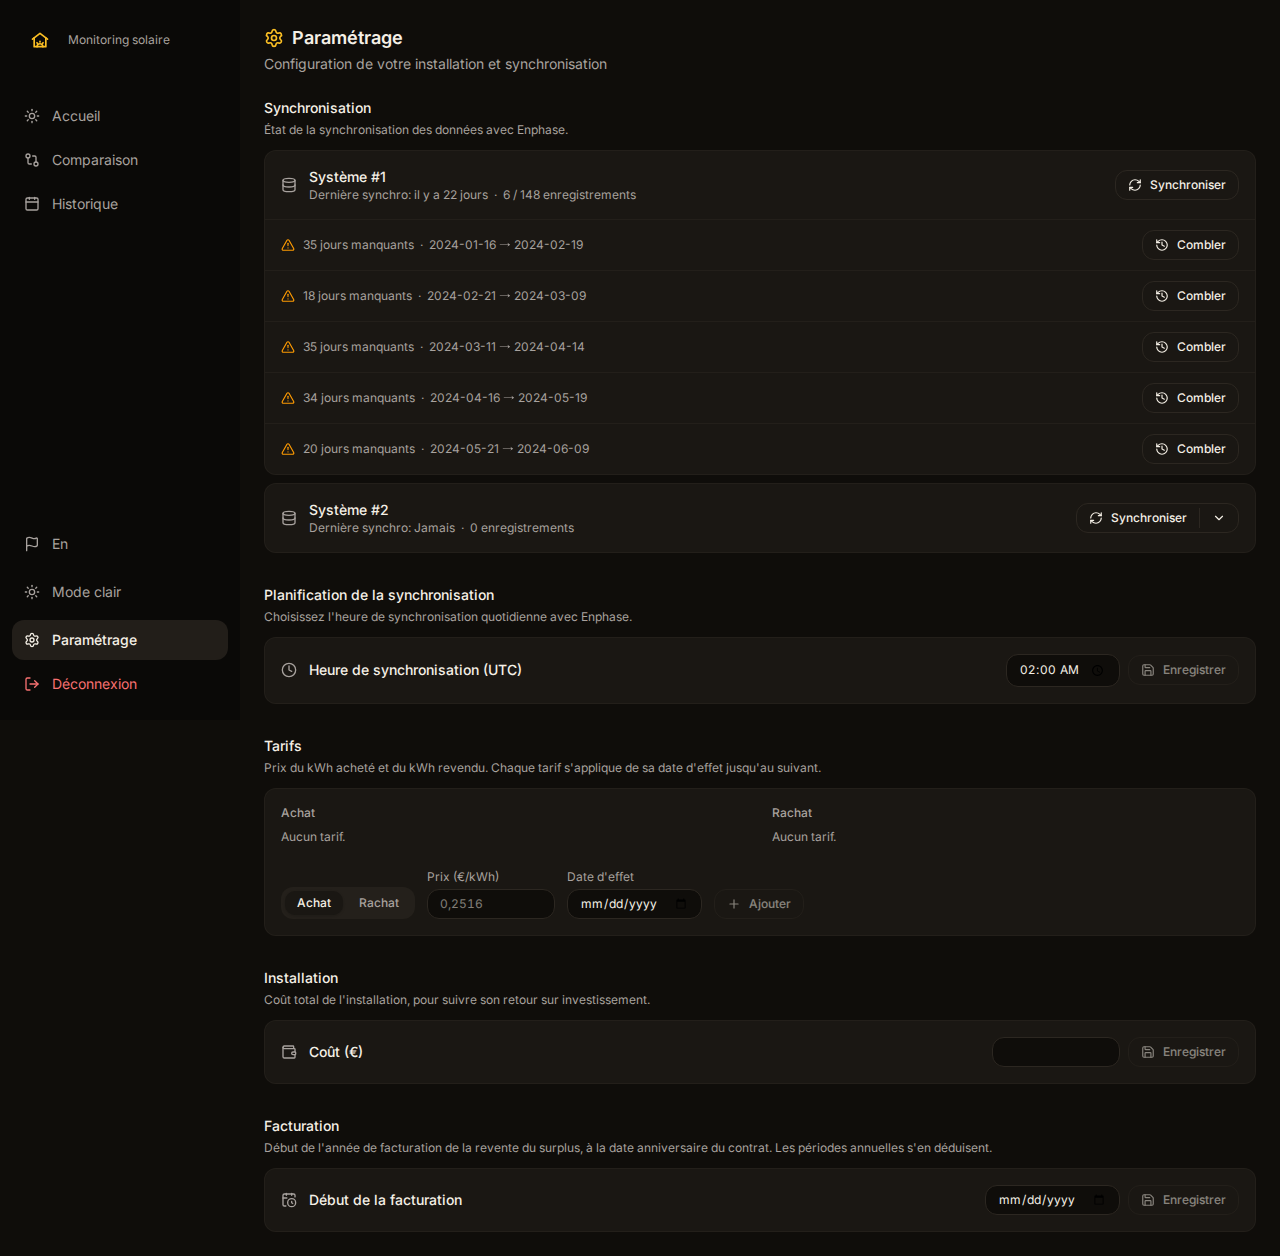 Monitoring solaire
Accueil
Comparaison
Historique
En
Mode clair
Paramétrage
Déconnexion
Paramétrage
Configuration de votre installation et synchronisation
Synchronisation
État de la synchronisation des données avec Enphase.
Système #1
Dernière synchro: il y a 22 jours · 6 / 148 enregistrements
Synchroniser
35 jours manquants · 2024-01-16 → 2024-02-19
Combler
18 jours manquants · 2024-02-21 → 2024-03-09
Combler
35 jours manquants · 2024-03-11 → 2024-04-14
Combler
34 jours manquants · 2024-04-16 → 2024-05-19
Combler
20 jours manquants · 2024-05-21 → 2024-06-09
Combler
Système #2
Dernière synchro: Jamais · 0 enregistrements
Synchroniser
Planification de la synchronisation
Choisissez l'heure de synchronisation quotidienne avec Enphase.
Heure de synchronisation (UTC)
02:00 AM
Enregistrer
Tarifs
Prix du kWh acheté et du kWh revendu. Chaque tarif s'applique de sa date d'effet jusqu'au suivant.
Achat
Rachat
Aucun tarif.
Aucun tarif.
Prix (€/kWh)
Date d'effet
Achat
Rachat
0,2516
mm/dd/yyyy
Ajouter
Installation
Coût total de l'installation, pour suivre son retour sur investissement.
Coût (€)
Enregistrer
Facturation
Début de l'année de facturation de la revente du surplus, à la date anniversaire du contrat. Les périodes annuelles s'en déduisent.
Début de la facturation
mm/dd/yyyy
Enregistrer